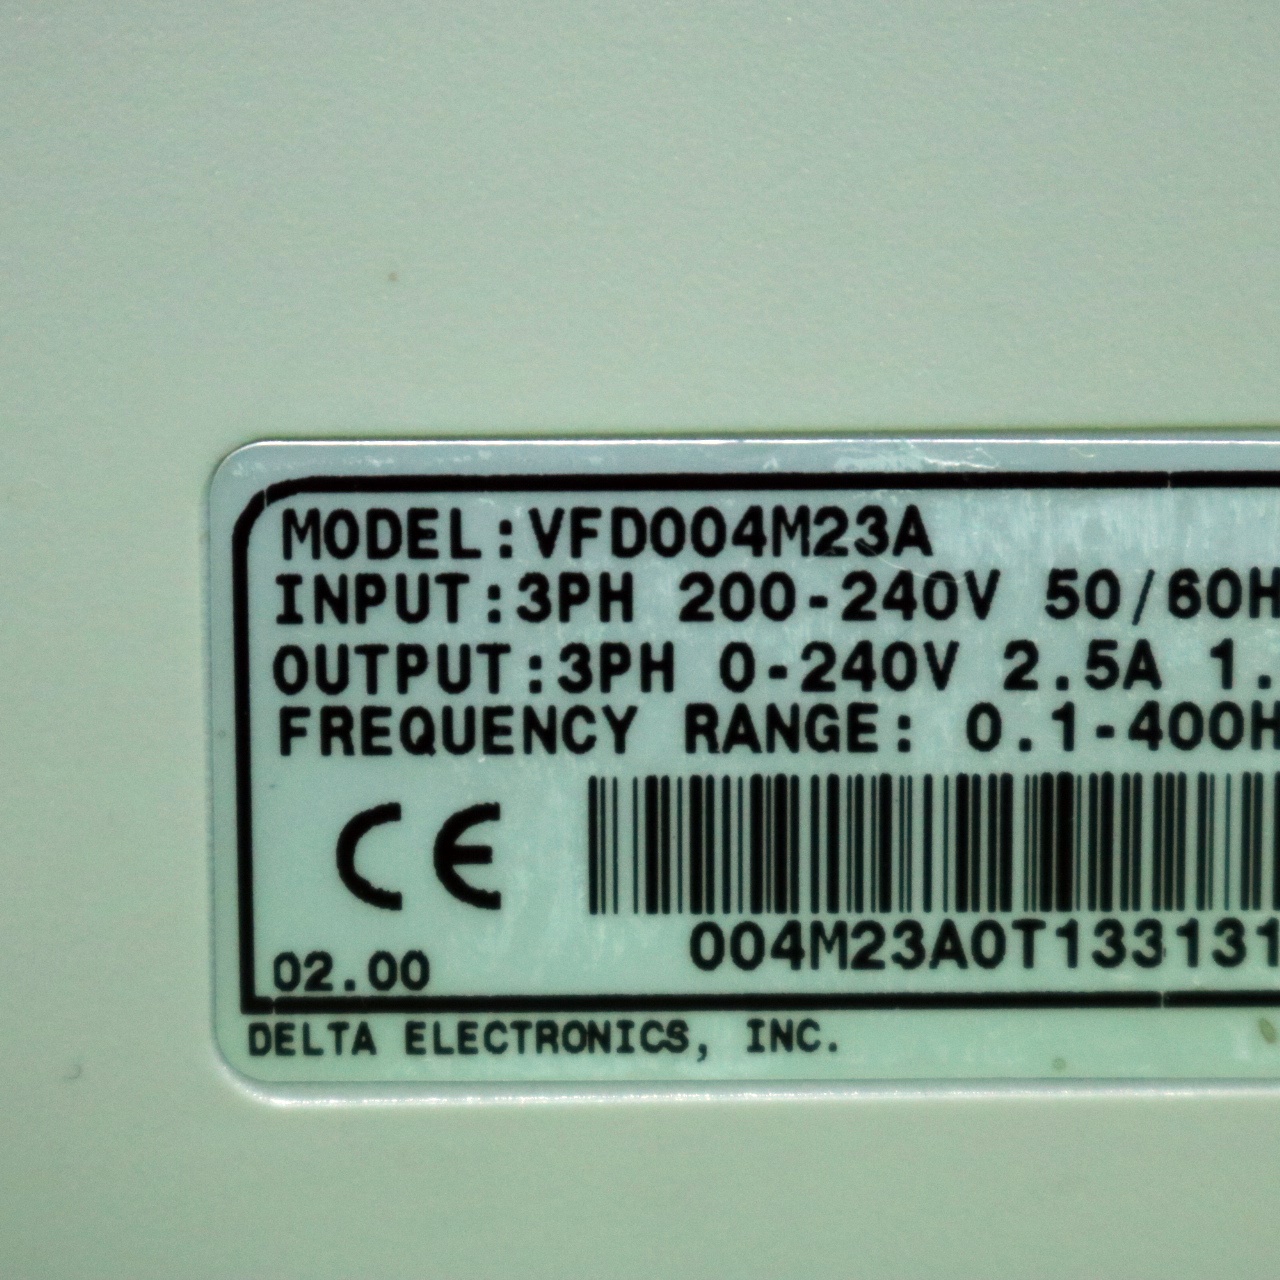 MODEL:VFD004M23A
INPUT:3PH 200-240V 50/60H
OUTPUT:3PH 0-240V 2.5A 1.
FREQUENCY RANGE: 0.1-400H
CE
004M23A0T133131
02.00
DELTA ELECTRONICS, INC.